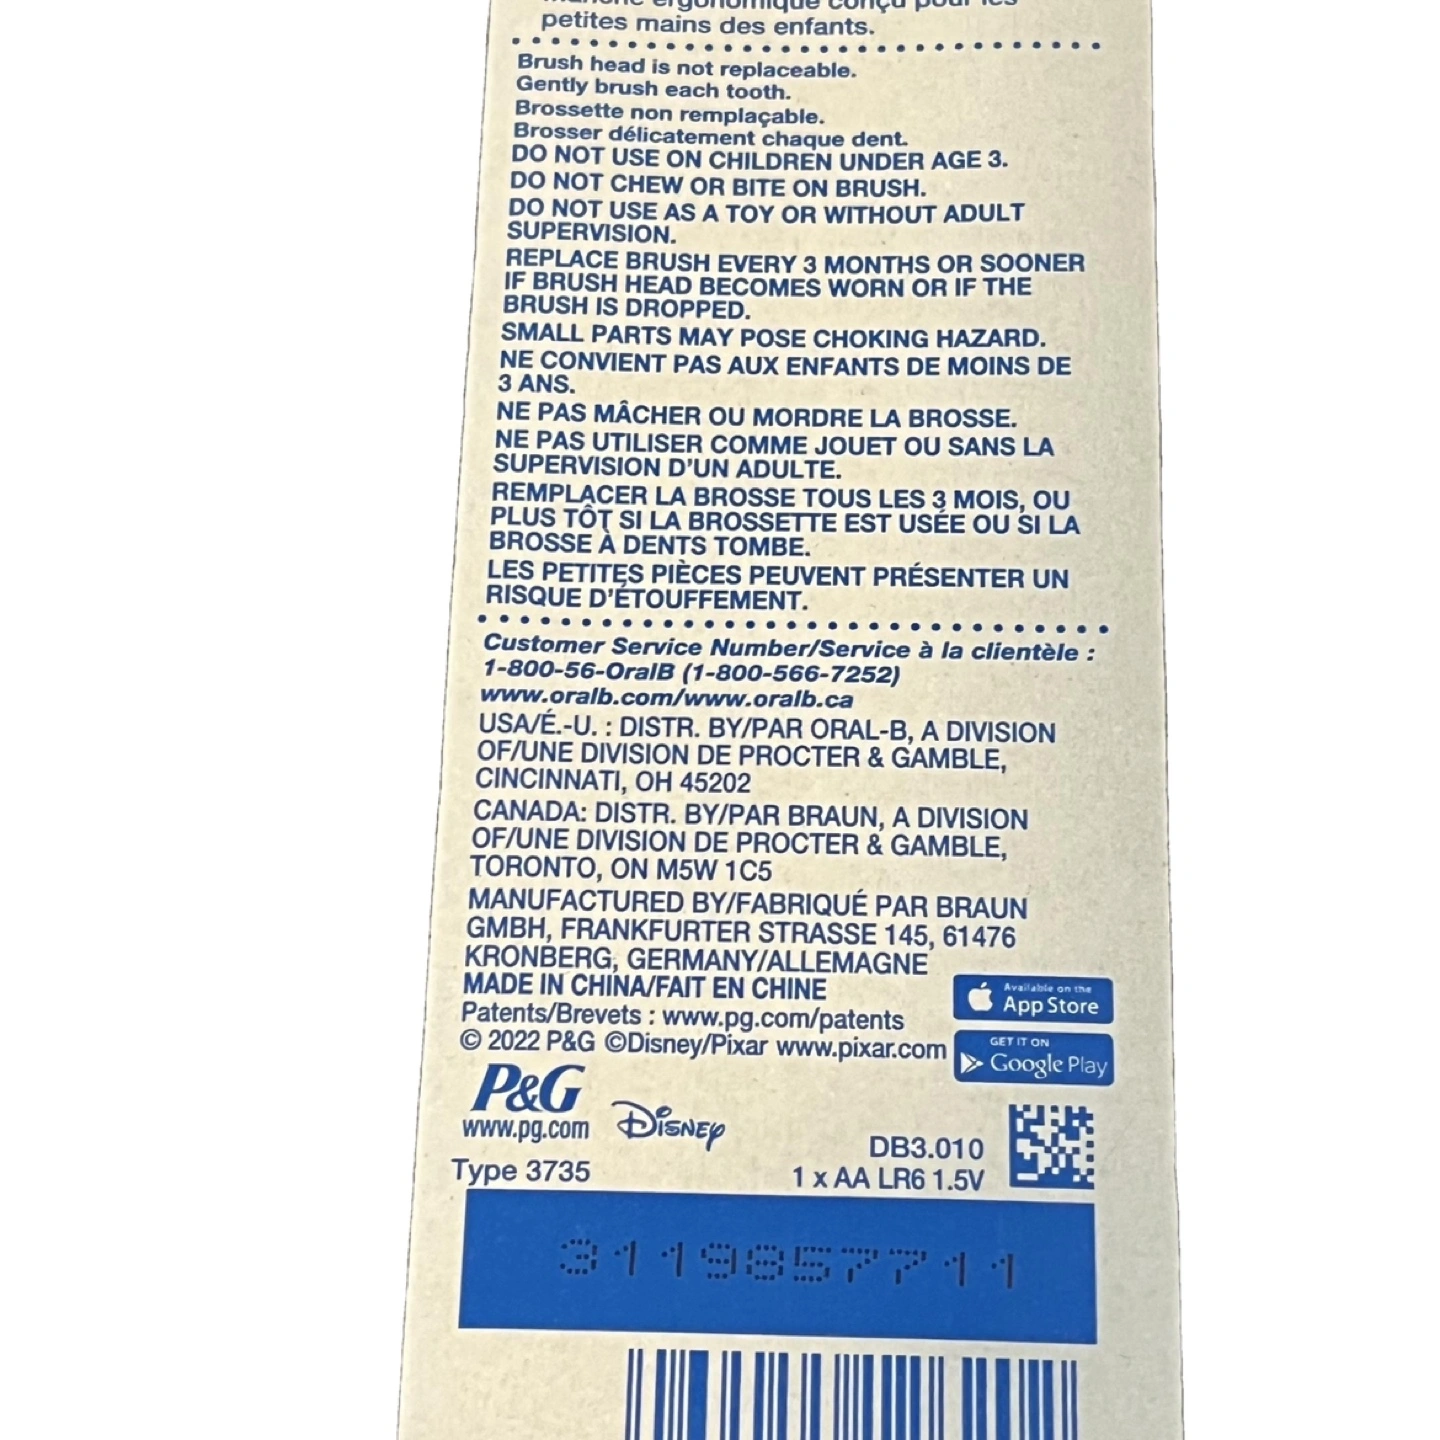 manche ergonomique conçu pour les
petites mains des enfants.
Brush head is not replaceable.
Gently brush each tooth.
Brossette non remplaçable.
Brosser délicatement chaque dent.
DO NOT USE ON CHILDREN UNDER AGE 3.
DO NOT CHEW OR BITE ON BRUSH.
DO NOT USE AS A TOY OR WITHOUT ADULT
SUPERVISION.
REPLACE BRUSH EVERY 3 MONTHS OR SOONER
IF BRUSH HEAD BECOMES WORN OR IF THE
BRUSH IS DROPPED.
SMALL PARTS MAY POSE CHOKING HAZARD.
NE CONVIENT PAS AUX ENFANTS DE MOINS DE
3 ANS.
NE PAS MÂCHER OU MORDRE LA BROSSE.
NE PAS UTILISER COMME JOUET OU SANS LA
SUPERVISION D'UN ADULTE.
REMPLACER LA BROSSE TOUS LES 3 MOIS, OU
PLUS TÔT SI LA BROSSETTE EST USÉE OU SI LA
BROSSE À DENTS TOMBE.
LES PETITES PIÈCES PEUVENT PRÉSENTER UN
RISQUE D'ÉTOUFFEMENT.
Customer Service Number/Service à la clientèle :
1-800-56-OralB (1-800-566-7252)
www.oralb.com/www.oralb.ca
USA/É.-U. : DISTR. BY/PAR ORAL-B, A DIVISION
OF/UNE DIVISION DE PROCTER & GAMBLE,
CINCINNATI, OH 45202
CANADA: DISTR. BY/PAR BRAUN, A DIVISION
OF/UNE DIVISION DE PROCTER & GAMBLE,
TORONTO, ON M5W 1C5
MANUFACTURED BY/FABRIQUÉ PAR BRAUN
GMBH, FRANKFURTER STRASSE 145, 61476
KRONBERG, GERMANY/ALLEMAGNE
MADE IN CHINA/FAIT EN CHINE
Patents/Brevets : www.pg.com/patents
© 2022 P&G ©Disney/Pixar www.pixar.com
Available on the
App Store
GET IT ON
Google Play
P&G
www.pg.com
Disney
DB3.010
Type 3735
1 x AA LR6 1.5V
3119857711